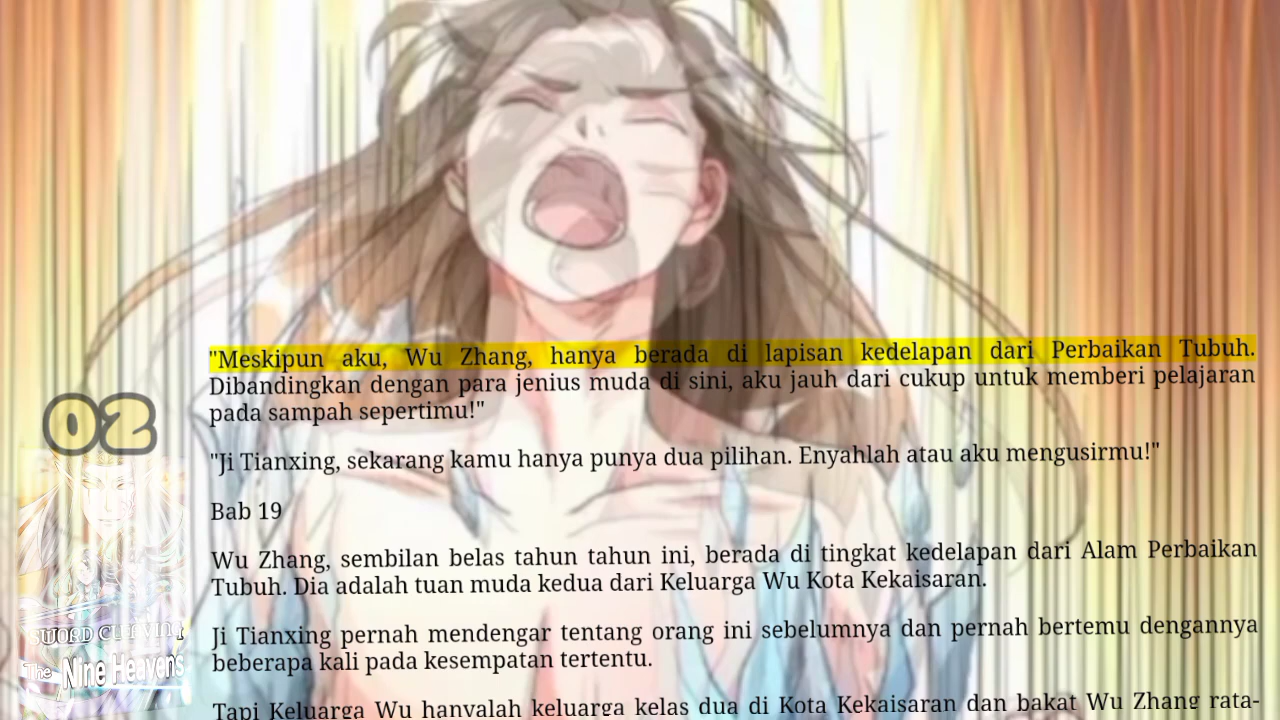 "Meskipun aku, Wu Zhang, hanya berada di lapisan kedelapan dari Perbaikan Tubuh.
Dibandingkan dengan para jenius muda di sini, aku jauh dari cukup untuk memberi pelajaran
pada sampah sepertimu!"
"Ji Tianxing, sekarang kamu hanya punya dua pilihan. Enyahlah atau aku mengusirmu!"
Bab 19
Wu Zhang, sembilan belas tahun tahun ini, berada di tingkat kedelapan dari Alam Perbaikan
Tubuh. Dia adalah tuan muda kedua dari Keluarga Wu Kota Kekaisaran.
Ji Tianxing pernah mendengar tentang orang ini sebelumnya dan pernah bertemu dengannya
beberapa kali pada kesempatan tertentu.
Tapi Keluarga Wu hanyalah keluarga kelas dua di Kota Kekaisaran dan bakat Wu Zhang rata-
02
SWORD CLEAVING
The Nine Heavens